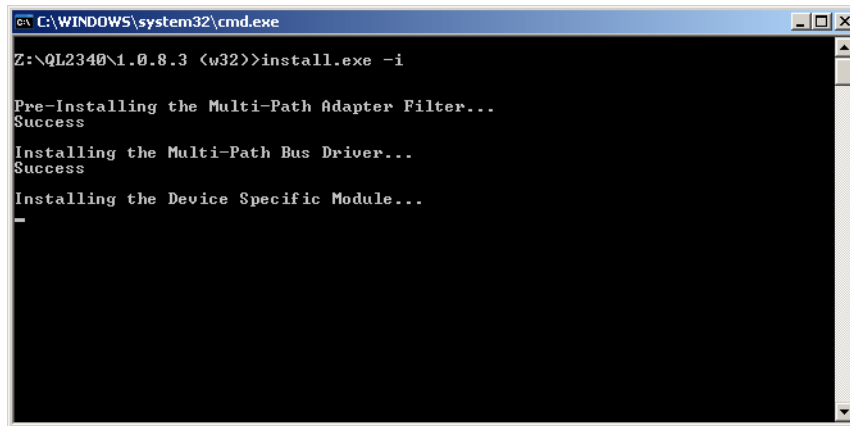 C:\WINDOWS\system32\cmd.exe
Z:\QL2340\1.0.8.3 (w32)>install.exe -i
Pre-Installing the Multi-Path Adapter Filter...
Success
Installing the Multi-Path Bus Driver...
Success
Installing the Device Specific Module...